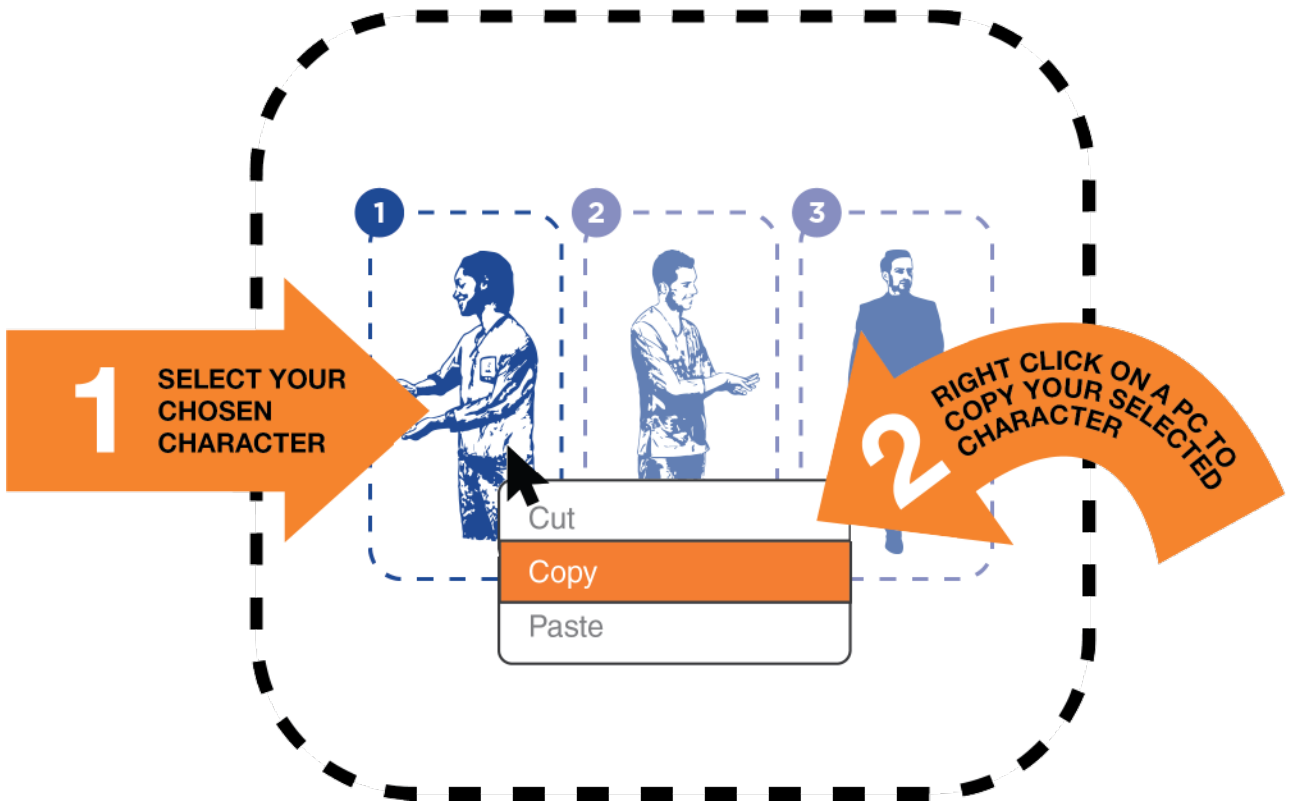 1
2
3
1
SELECT YOUR
CHOSEN
CHARACTER
2
RIGHT CLICK ON A PC TO
COPY YOUR SELECTED
CHARACTER
Cut
Copy
Paste